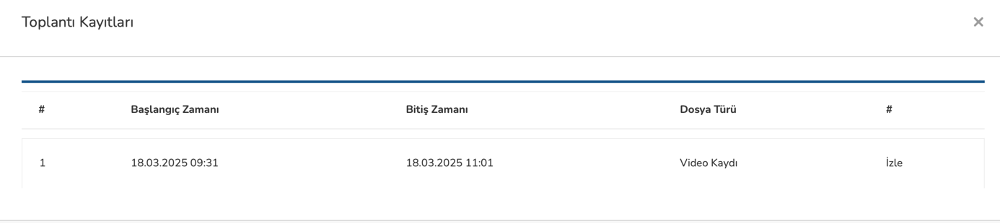 Toplantı Kayıtları
# Başlangıç Zamanı Bitiş Zamanı Dosya Türü #
1 18.03.2025 09:31 18.03.2025 11:01 Video Kaydı İzle